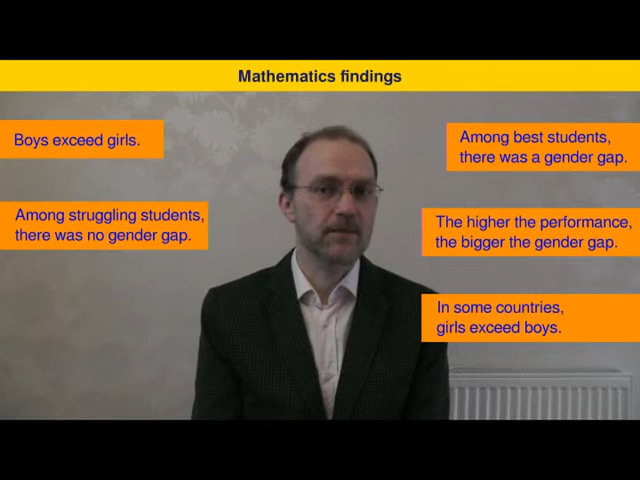 Mathematics findings
Boys exceed girls.
Among struggling students,
there was no gender gap.
Among best students,
there was a gender gap.
The higher the performance,
the bigger the gender gap.
In some countries,
girls exceed boys.